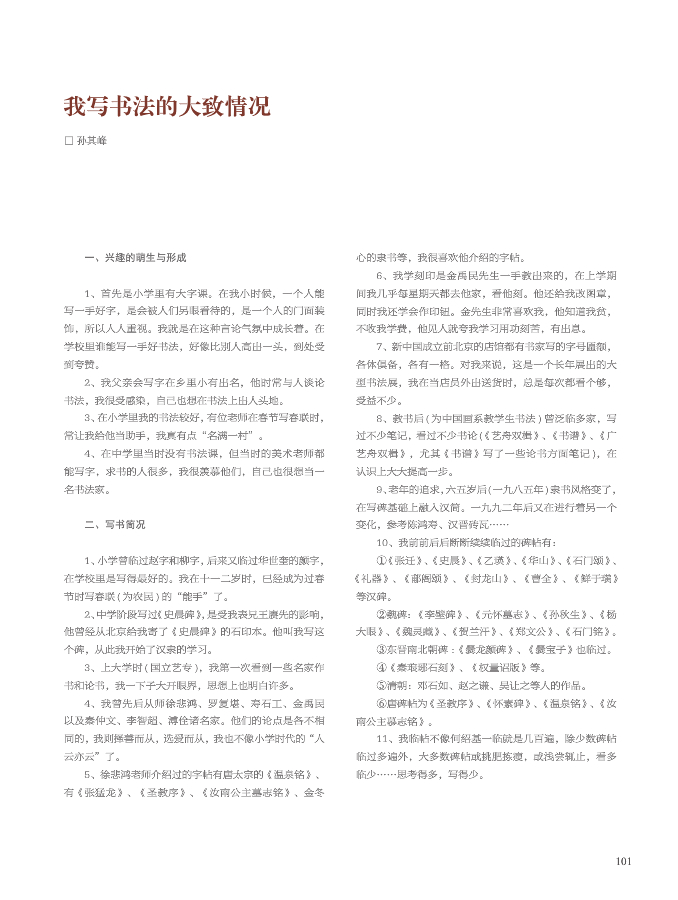 我写书法的大致情况
□ 孙其峰
一、兴趣的萌生与形成
1、首先是小学里有大字课。在我小时候，一个人能
写一手好字，是会被人们另眼看待的，是一个人的门面装
饰，所以人人重视。我就是在这种言论气氛中成长着。在
学校里谁能写一手好书法，好像比别人高出一头，到处受
到夸赞。
2、我父亲会写字在乡里小有出名，他时常与人谈论
书法，我很受感染，自己也想在书法上出人头地。
3、在小学里我的书法较好，有位老师在春节写春联时，
常让我给他当助手，我真有点“名满一村”。
4、在中学里当时没有书法课，但当时的美术老师都
能写字，求书的人很多，我很羡慕他们，自己也很想当一
名书法家。
二、写书简况
1、小学曾临过赵字和柳字，后来又临过华世奎的颜字，
在学校里是写得最好的。我在十一二岁时，已经成为过春
节时写春联(为农民)的“能手”了。
2、中学阶段写过《史晨碑》，是受我表兄王赓先的影响，
他曾经从北京给我寄了《史晨碑》的石印本。他叫我写这
个碑，从此我开始了汉隶的学习。
3、上大学时(国立艺专)，我第一次看到一些名家作
书和论书，我一下子大开眼界，思想上也明白许多。
4、我曾先后从师徐悲鸿、罗复堪、寿石工、金禹民
以及秦仲文、李智超、溥佺诸名家。他们的论点是各不相
同的，我则择善而从，选爱而从，我也不像小学时代的“人
云亦云”了。
5、徐悲鸿老师介绍过的字帖有唐太宗的《温泉铭》、
有《张猛龙》、《圣教序》、《汝南公主墓志铭》、金冬
心的隶书等，我很喜欢他介绍的字帖。
6、我学刻印是金禹民先生一手教出来的，在上学期
间我几乎每星期天都去他家，看他刻。他还给我改图章，
同时我还学会作印钮。金先生非常喜欢我，他知道我贫，
不收我学费，他见人就夸我学习用功刻苦，有出息。
7、新中国成立前北京的店馆都有书家写的字号匾额，
各体俱备，各有一格。对我来说，这是一个长年展出的大
型书法展，我在当店员外出送货时，总是每次都看个够，
受益不少。
8、教书后(为中国画系教学生书法)曾泛临多家，写
过不少笔记，看过不少书论(《艺舟双楫》、《书谱》、《广
艺舟双楫》，尤其《书谱》写了一些论书方面笔记)，在
认识上大大提高一步。
9、老年的追求，六五岁后(一九八五年)隶书风格变了，
在写碑基础上融入汉简。一九九二年后又在进行着另一个
变化，参考陈鸿寿、汉晋砖瓦……
10、我前前后后断断续续临过的碑帖有：
①《张迁》、《史晨》、《乙瑛》、《华山》、《石门颂》、
《礼器》、《郙阁颂》、《封龙山》、《曹全》、《鲜于璜》
等汉碑。
②魏碑：《李璧碑》、《元怀墓志》、《孙秋生》、《杨
大眼》、《魏灵藏》、《贺兰汗》、《郑文公》、《石门铭》。
③东晋南北朝碑：《爨龙颜碑》、《爨宝子》也临过。
④《秦琅琊石刻》、《权量诏版》等。
⑤清朝：邓石如、赵之谦、吴让之等人的作品。
⑥唐碑帖为《圣教序》、《怀素碑》、《温泉铭》、《汝
南公主墓志铭》。
11、我临帖不像何绍基一临就是几百遍，除少数碑帖
临过多遍外，大多数碑帖或挑肥拣瘦，或浅尝辄止，看多
临少……思考得多，写得少。
101